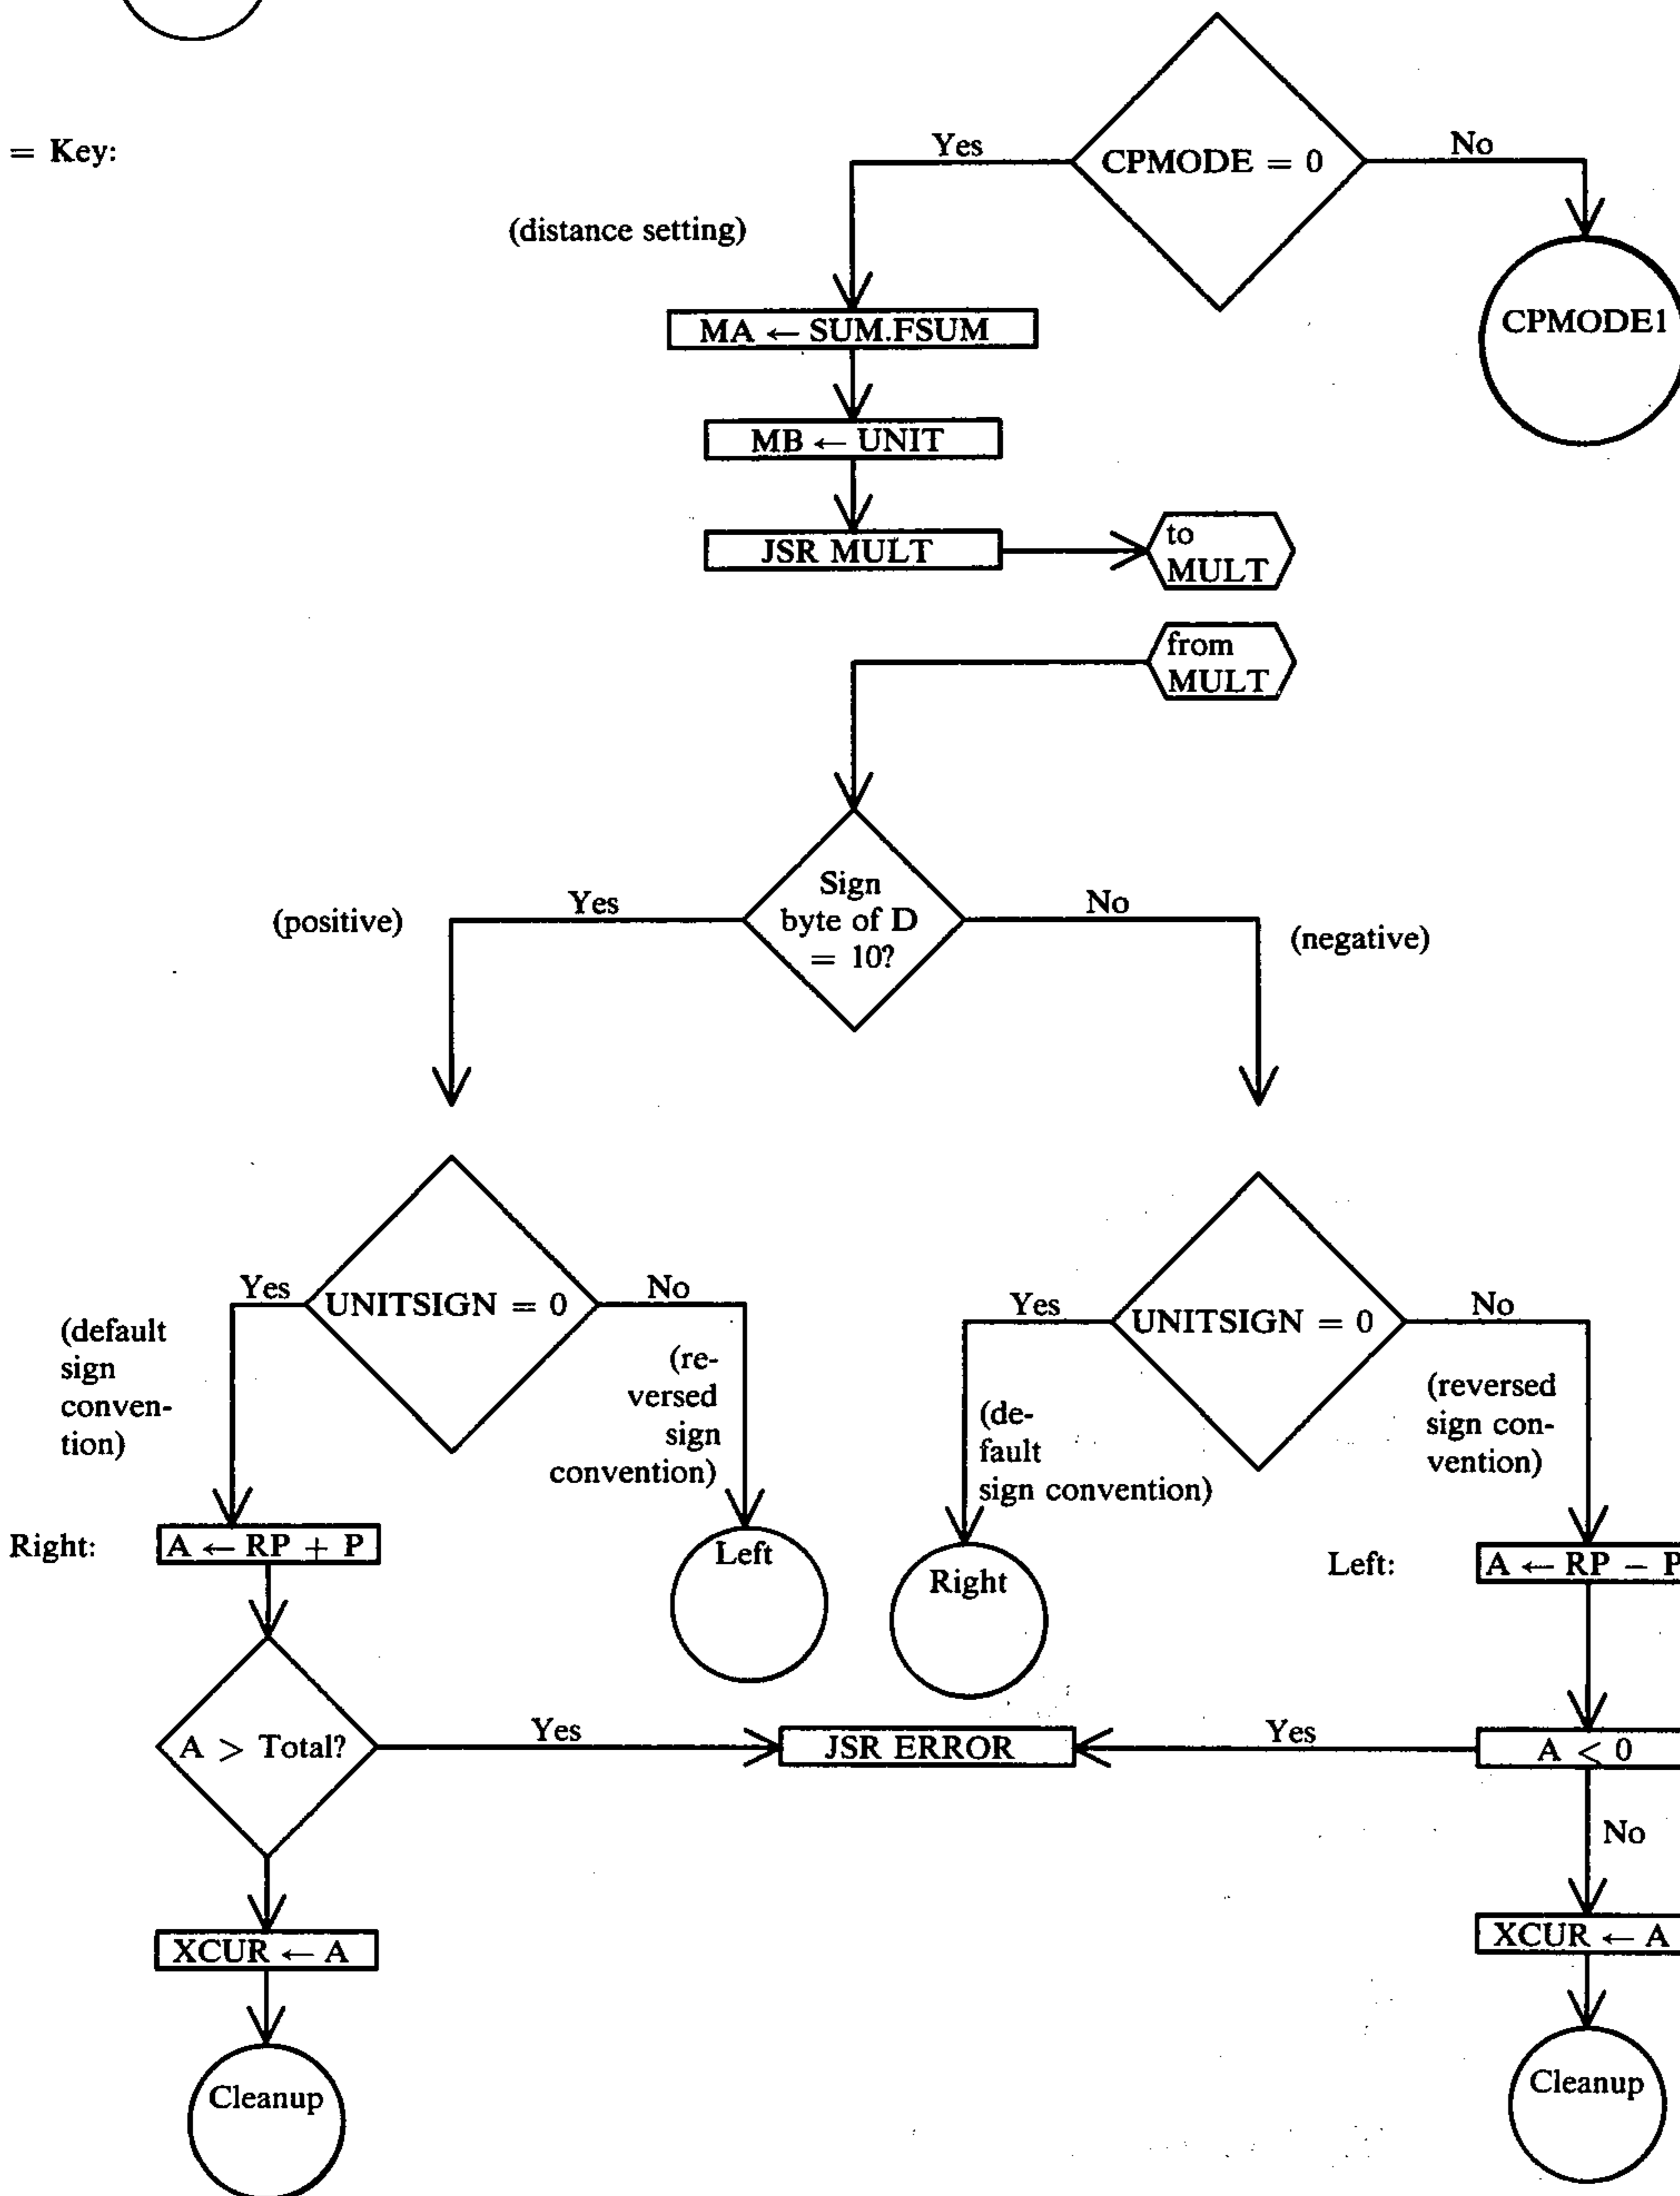 = Key:
Yes
CPMODE = 0
No
(distance setting)
CPMODE1
MA ← SUM.FSUM
MB ← UNIT
JSR MULT
to
MULT
from
MULT
Sign
byte of D
= 10?
(positive)
Yes
No
(negative)
Yes
UNITSIGN = 0
No
(default
sign
conven-
tion)
(re-
versed
sign
convention)
Yes
UNITSIGN = 0
No
(de-
fault
sign convention)
(reversed
sign con-
vention)
Right:
A ← RP + P
Left
Right
Left:
A ← RP − P
A > Total?
Yes
JSR ERROR
Yes
A < 0
No
XCUR ← A
XCUR ← A
Cleanup
Cleanup